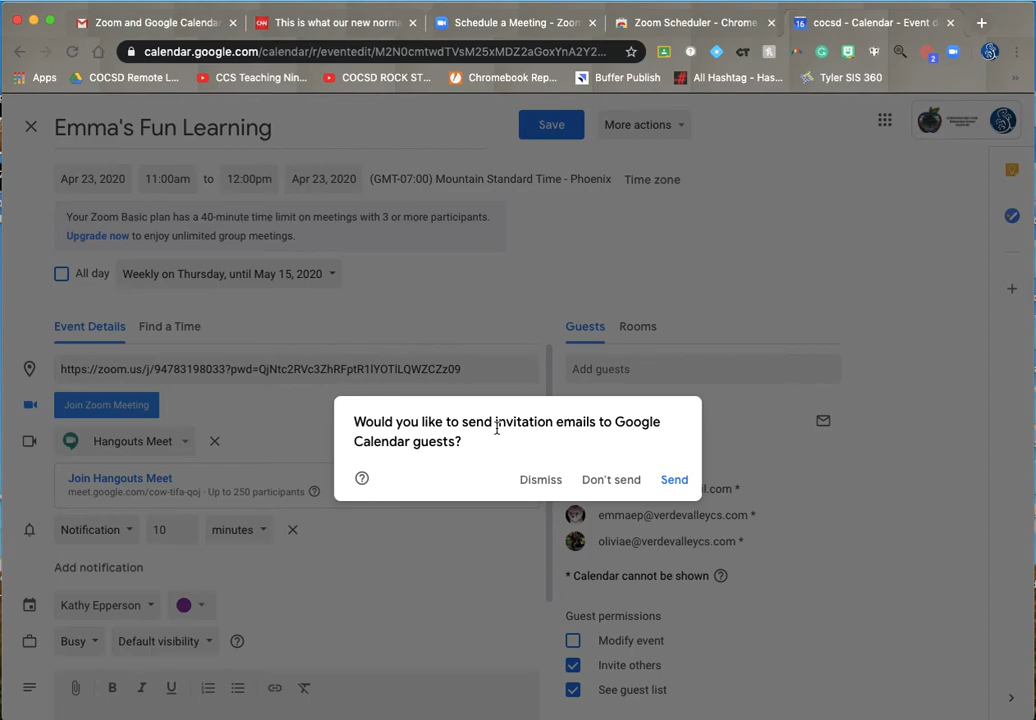 Zoom and Google Calenda
This is what our new norma
Schedule a Meeting - Zoom
Zoom Scheduler - Chrome
cocsd - Calendar - Event d
calendar.google.com/calendar/r/eventedit/M2N0cmtwdTVsM25xMDZ2aGoxYnA2Y2...
Apps
COCSD Remote L...
CCS Teaching Nin...
COCSD ROCK ST...
Chromebook Rep...
Buffer Publish
All Hashtag - Has...
Tyler SIS 360
Emma's Fun Learning
Save
More actions
Apr 23, 2020 11:00am to 12:00pm Apr 23, 2020 (GMT-07:00) Mountain Standard Time - Phoenix Time zone
Your Zoom Basic plan has a 40-minute time limit on meetings with 3 or more participants.
Upgrade now to enjoy unlimited group meetings.
All day Weekly on Thursday, until May 15, 2020
Event Details Find a Time
Guests Rooms
https://zoom.us/j/94783198033?pwd=QjNtc2RVc3ZhRFptR1lYOTlLQWZCZz09
Add guests
Join Zoom Meeting
Hangouts Meet
Would you like to send invitation emails to Google
Calendar guests?
Dismiss Don't send Send
Join Hangouts Meet
meet.google.com/cow-tifa-qoj · Up to 250 participants
il.com *
emmaep@verdevalleycs.com *
oliviae@verdevalleycs.com *
Notification 10 minutes
Add notification
* Calendar cannot be shown
Kathy Epperson
Busy Default visibility
Guest permissions
Modify event
Invite others
See guest list
B I U